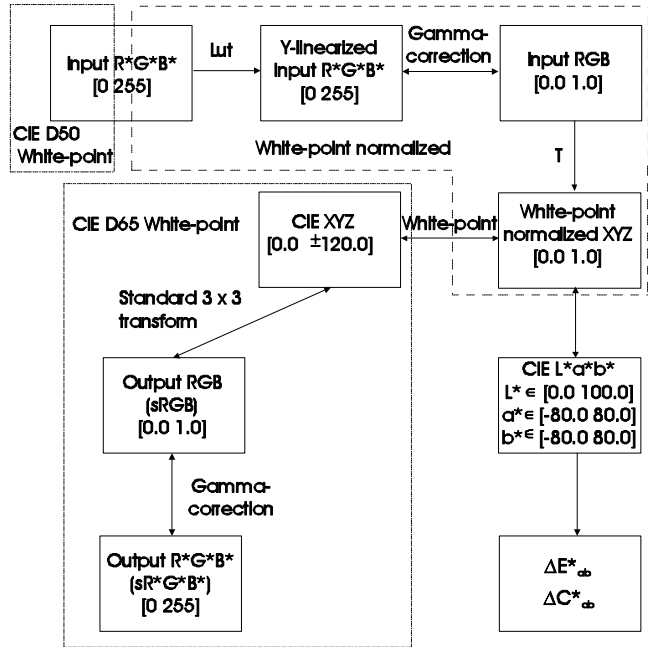 Input R*G*B*
[0 255]
Lut
Y-linearized
Input R*G*B*
[0 255]
Gamma-
correction
Input RGB
[0.0 1.0]
CIE D50
White-point
White-point normalized
T
CIE D65 White-point
CIE XYZ
[0.0 ±120.0]
White-point
White-point
normalized XYZ
[0.0 1.0]
Standard 3 x 3
transform
Output RGB
(sRGB)
[0.0 1.0]
CIE L*a*b*
L* ∈ [0.0 100.0]
a* ∈ [-80.0 80.0]
b* ∈ [-80.0 80.0]
Gamma-
correction
Output R*G*B*
(sR*G*B*)
[0 255]
ΔE*ab
ΔC*ab